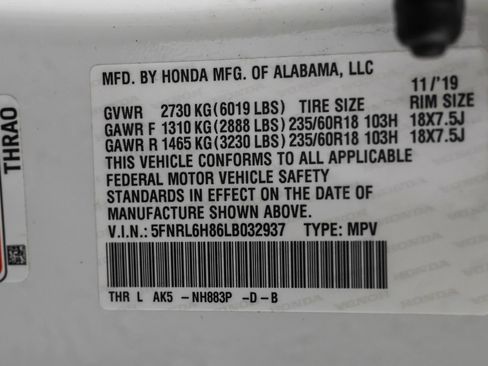 MFD. BY HONDA MFG. OF ALABAMA, LLC
11/'19
GVWR 2730 KG(6019 LBS) TIRE SIZE RIM SIZE
GAWR F 1310 KG(2888 LBS) 235/60R18 103H 18X7.5J
GAWR R 1465 KG(3230 LBS) 235/60R18 103H 18X7.5J
THIS VEHICLE CONFORMS TO ALL APPLICABLE
FEDERAL MOTOR VEHICLE SAFETY
STANDARDS IN EFFECT ON THE DATE OF
MANUFACTURE SHOWN ABOVE.
V.I.N.: 5FNRL6H86LB032937 TYPE: MPV
THR L AK5 -NH883P -D-B
THRAO